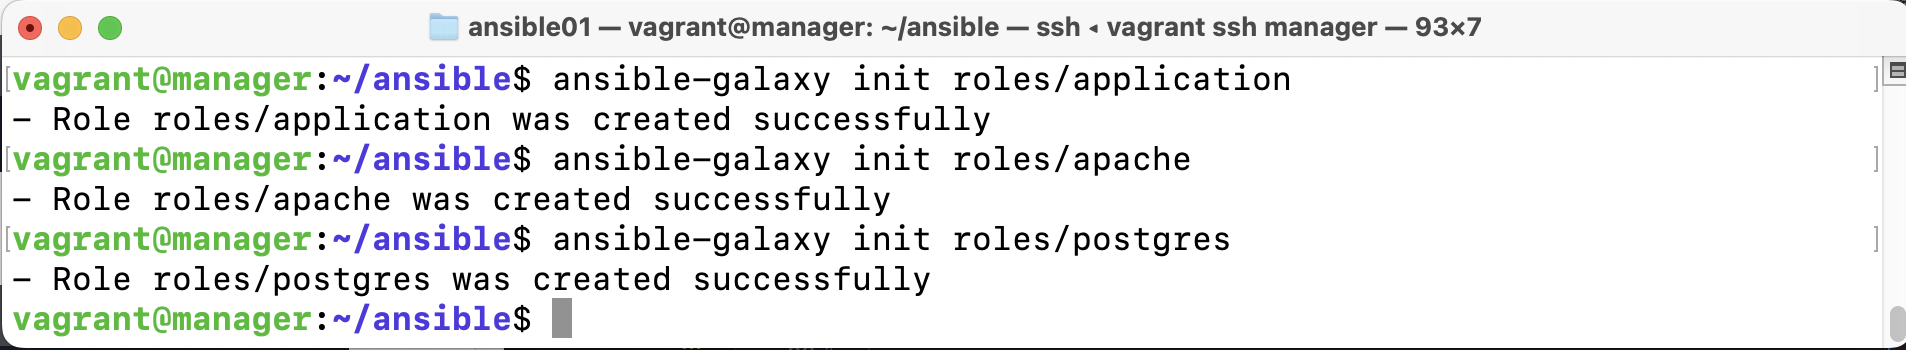 ansible01 — vagrant@manager: ~/ansible — ssh ◂ vagrant ssh manager — 93×7
[vagrant@manager:~/ansible$ ansible-galaxy init roles/application ]
- Role roles/application was created successfully
[vagrant@manager:~/ansible$ ansible-galaxy init roles/apache ]
- Role roles/apache was created successfully
[vagrant@manager:~/ansible$ ansible-galaxy init roles/postgres ]
- Role roles/postgres was created successfully
vagrant@manager:~/ansible$